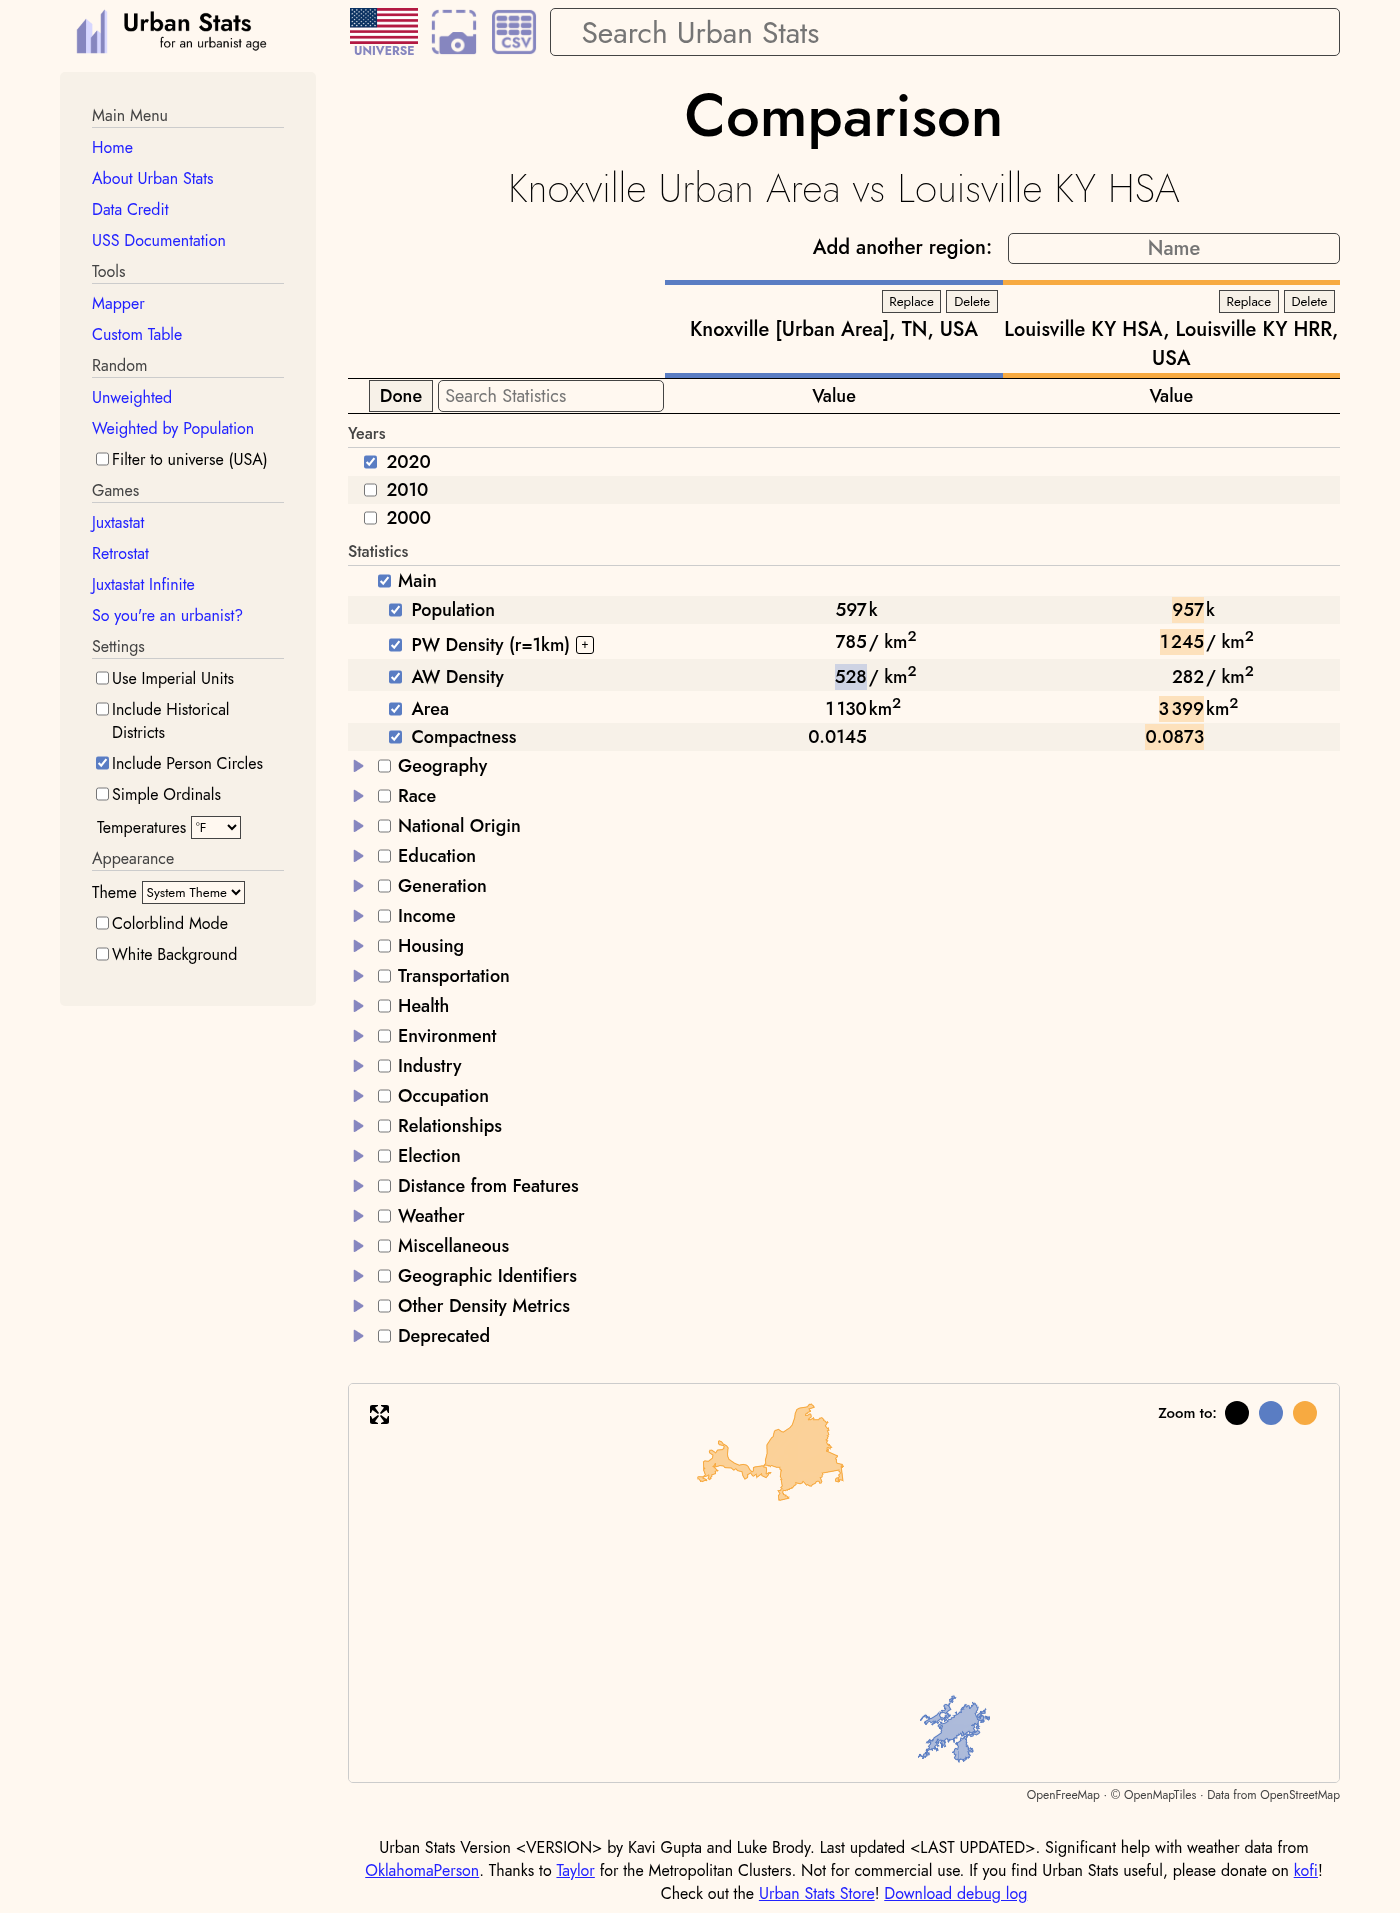 Urban Stats
for an urbanist age
UNIVERSE
CSV
Search Urban Stats
Main Menu
Home
About Urban Stats
Data Credit
USS Documentation
Tools
Mapper
Custom Table
Random
Unweighted
Weighted by Population
Filter to universe (USA)
Games
Juxtastat
Retrostat
Juxtastat Infinite
So you're an urbanist?
Settings
Use Imperial Units
Include Historical
Districts
Include Person Circles
Simple Ordinals
Temperatures °F
Appearance
Theme System Theme
Colorblind Mode
White Background
Comparison
Knoxville Urban Area vs Louisville KY HSA
Add another region: Name
Replace Delete Replace Delete
Knoxville [Urban Area], TN, USA Louisville KY HSA, Louisville KY HRR,
USA
Done Search Statistics Value Value
Years
2020
2010
2000
Statistics
Main
Population 597k 957k
PW Density (r=1km) + 785/ km² 1 245/ km²
AW Density 528/ km² 282/ km²
Area 1 130km² 3 399km²
Compactness 0.0145 0.0873
Geography
Race
National Origin
Education
Generation
Income
Housing
Transportation
Health
Environment
Industry
Occupation
Relationships
Election
Distance from Features
Weather
Miscellaneous
Geographic Identifiers
Other Density Metrics
Deprecated
Zoom to:
OpenFreeMap · © OpenMapTiles · Data from OpenStreetMap
Urban Stats Version <VERSION> by Kavi Gupta and Luke Brody. Last updated <LAST UPDATED>. Significant help with weather data from
OklahomaPerson. Thanks to Taylor for the Metropolitan Clusters. Not for commercial use. If you find Urban Stats useful, please donate on kofi!
Check out the Urban Stats Store! Download debug log